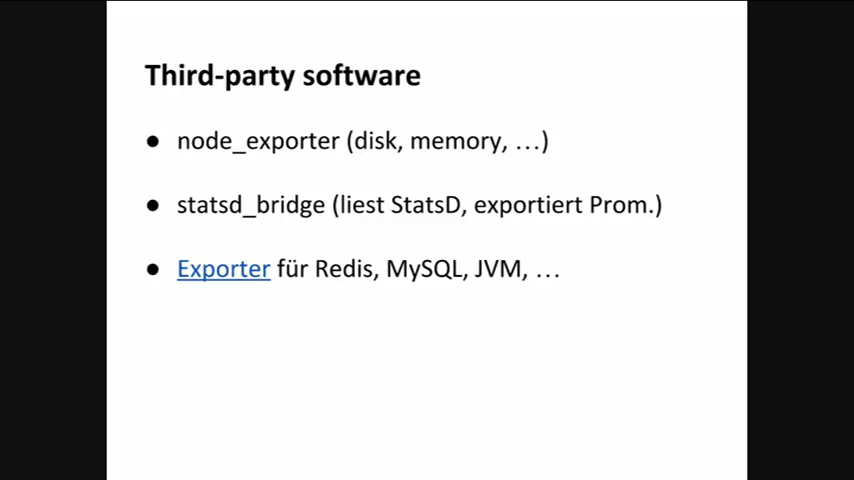 Third-party software
● node_exporter (disk, memory, …)
● statsd_bridge (liest StatsD, exportiert Prom.)
● Exporter für Redis, MySQL, JVM, …